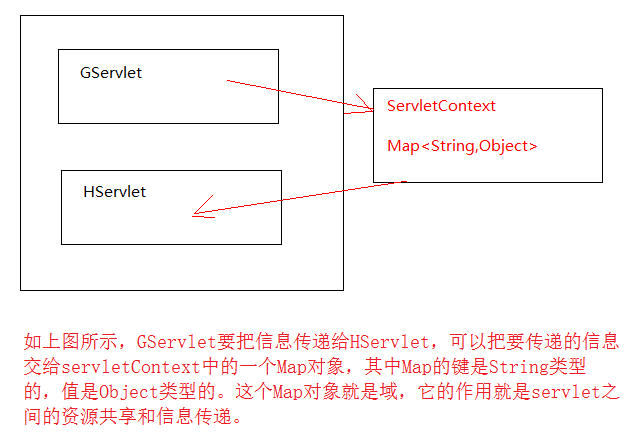 GServlet
ServletContext
Map<String,Object>
HServlet
如上图所示，GServlet要把信息传递给HServlet，可以把要传递的信息
交给servletContext中的一个Map对象，其中Map的键是String类型
的，值是Object类型的。这个Map对象就是域，它的作用就是servlet之
间的资源共享和信息传递。